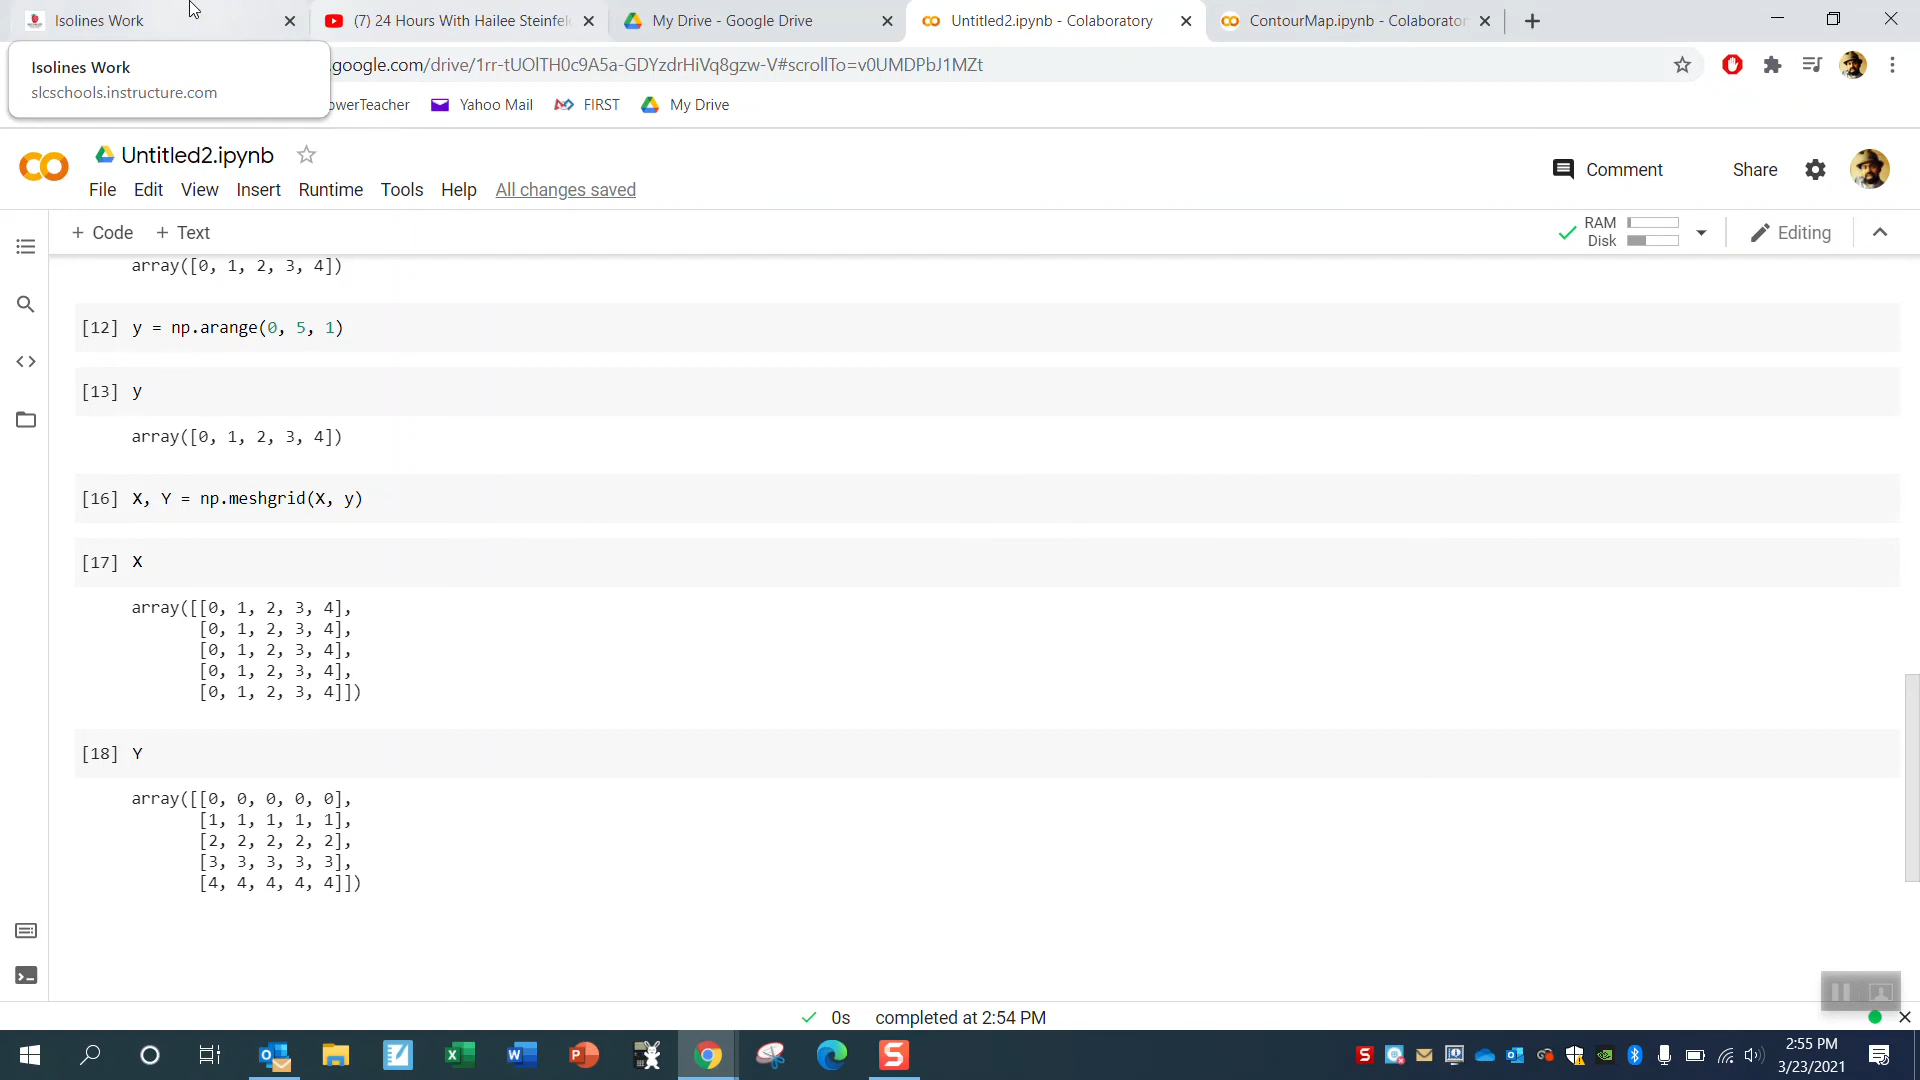 Isolines Work
(7) 24 Hours With Hailee Steinfel
My Drive - Google Drive
Untitled2.ipynb - Colaboratory
ContourMap.ipynb - Colaborator
Isolines Work
slcschools.instructure.com
.google.com/drive/1rr-tUOlTH0c9A5a-GDYzdrHiVq8gzw-V#scrollTo=v0UMDPbJ1MZt
owerTeacher
Yahoo Mail
FIRST
My Drive
Untitled2.ipynb
Comment
Share
File Edit View Insert Runtime Tools Help All changes saved
+ Code + Text
RAM
Disk
Editing
array([0, 1, 2, 3, 4])
[12] y = np.arange(0, 5, 1)
[13] y
array([0, 1, 2, 3, 4])
[16] X, Y = np.meshgrid(X, y)
[17] X
array([[0, 1, 2, 3, 4],
[0, 1, 2, 3, 4],
[0, 1, 2, 3, 4],
[0, 1, 2, 3, 4],
[0, 1, 2, 3, 4]])
[18] Y
array([[0, 0, 0, 0, 0],
[1, 1, 1, 1, 1],
[2, 2, 2, 2, 2],
[3, 3, 3, 3, 3],
[4, 4, 4, 4, 4]])
0s completed at 2:54 PM
2:55 PM
3/23/2021